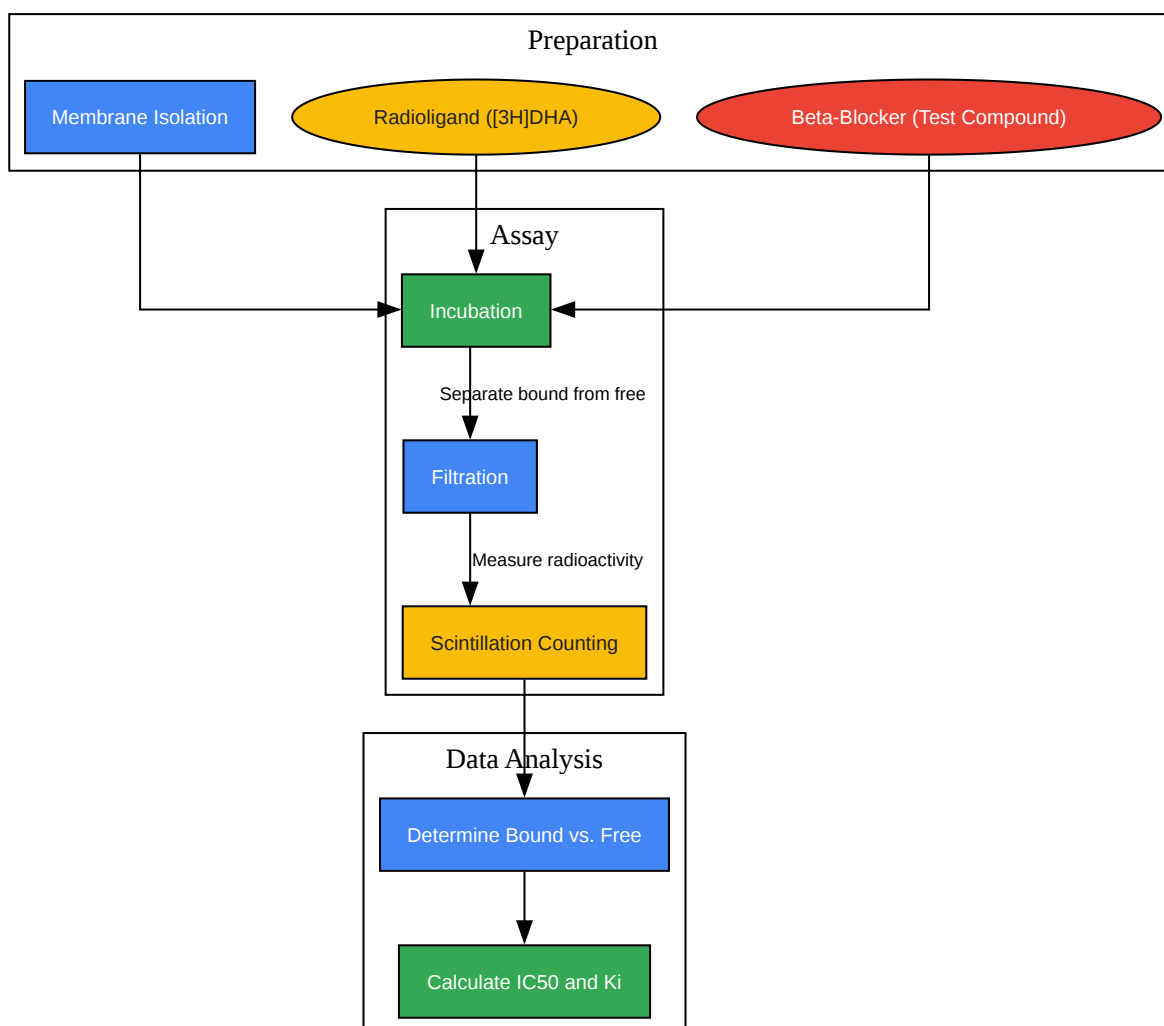 Preparation
Membrane Isolation
Radioligand ([3H]DHA)
Beta-Blocker (Test Compound)
Assay
Incubation
Separate bound from free
Filtration
Measure radioactivity
Scintillation Counting
Data Analysis
Determine Bound vs. Free
Calculate IC50 and Ki